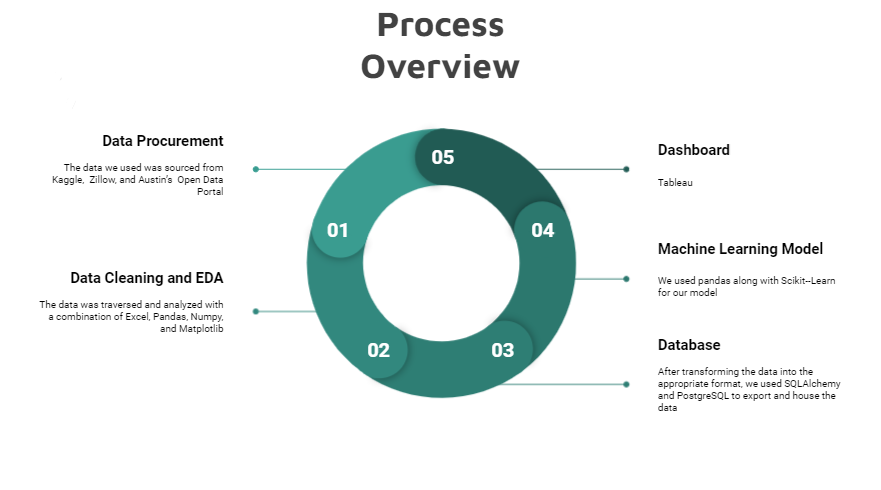 Process
Overview
Data Procurement
The data we used was sourced from
Kaggle, Zillow, and Austin's Open Data
Portal
01
Data Cleaning and EDA
The data was traversed and analyzed with
a combination of Excel, Pandas, Numpy,
and Matplotlib
02
03
Database
After transforming the data into the
appropriate format, we used SQLAlchemy
and PostgreSQL to export and house the
data
04
Machine Learning Model
We used pandas along with Scikit--Learn
for our model
05
Dashboard
Tableau